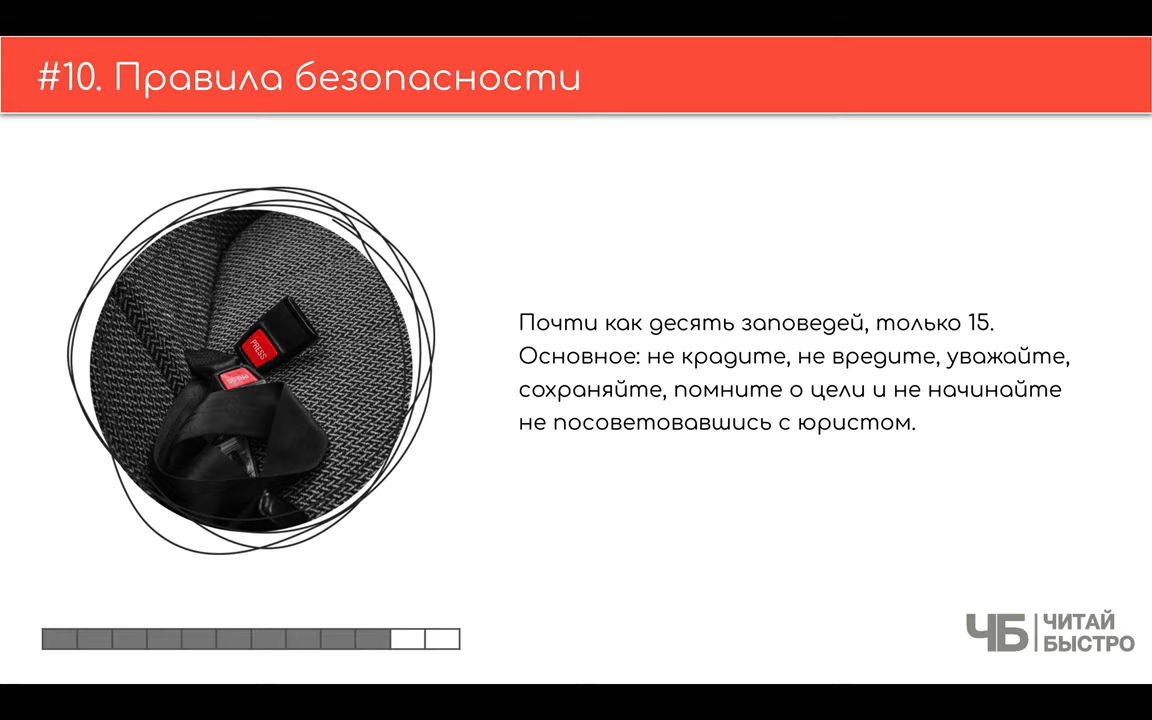 #10. Правила безопасности
PRESS
Почти как десять заповедей, только 15.
Основное: не крадите, не вредите, уважайте,
сохраняйте, помните о цели и не начинайте
не посоветовавшись с юристом.
ЧБ ЧИТАЙ
БЫСТРО